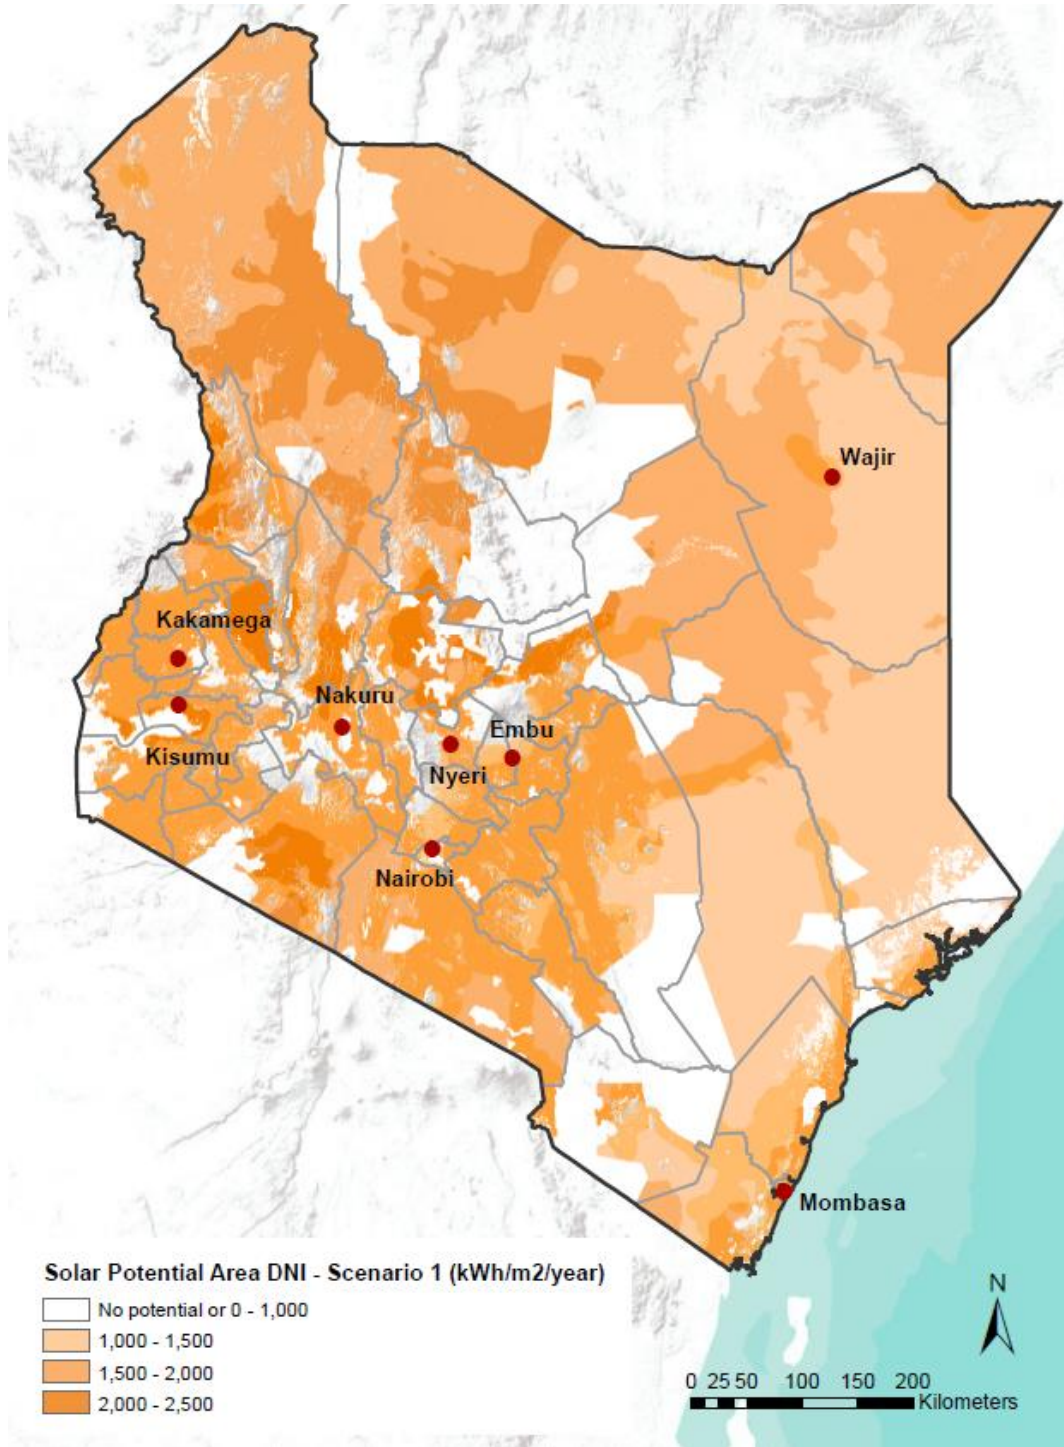 Wajir
Kakamega
Nakuru
Embu
Kisumu
Nyeri
Nairobi
Mombasa
Solar Potential Area DNI - Scenario 1 (kWh/m2/year)
No potential or 0 - 1,000
1,000 - 1,500
1,500 - 2,000
2,000 - 2,500
N
0 25 50 100 150 200
Kilometers